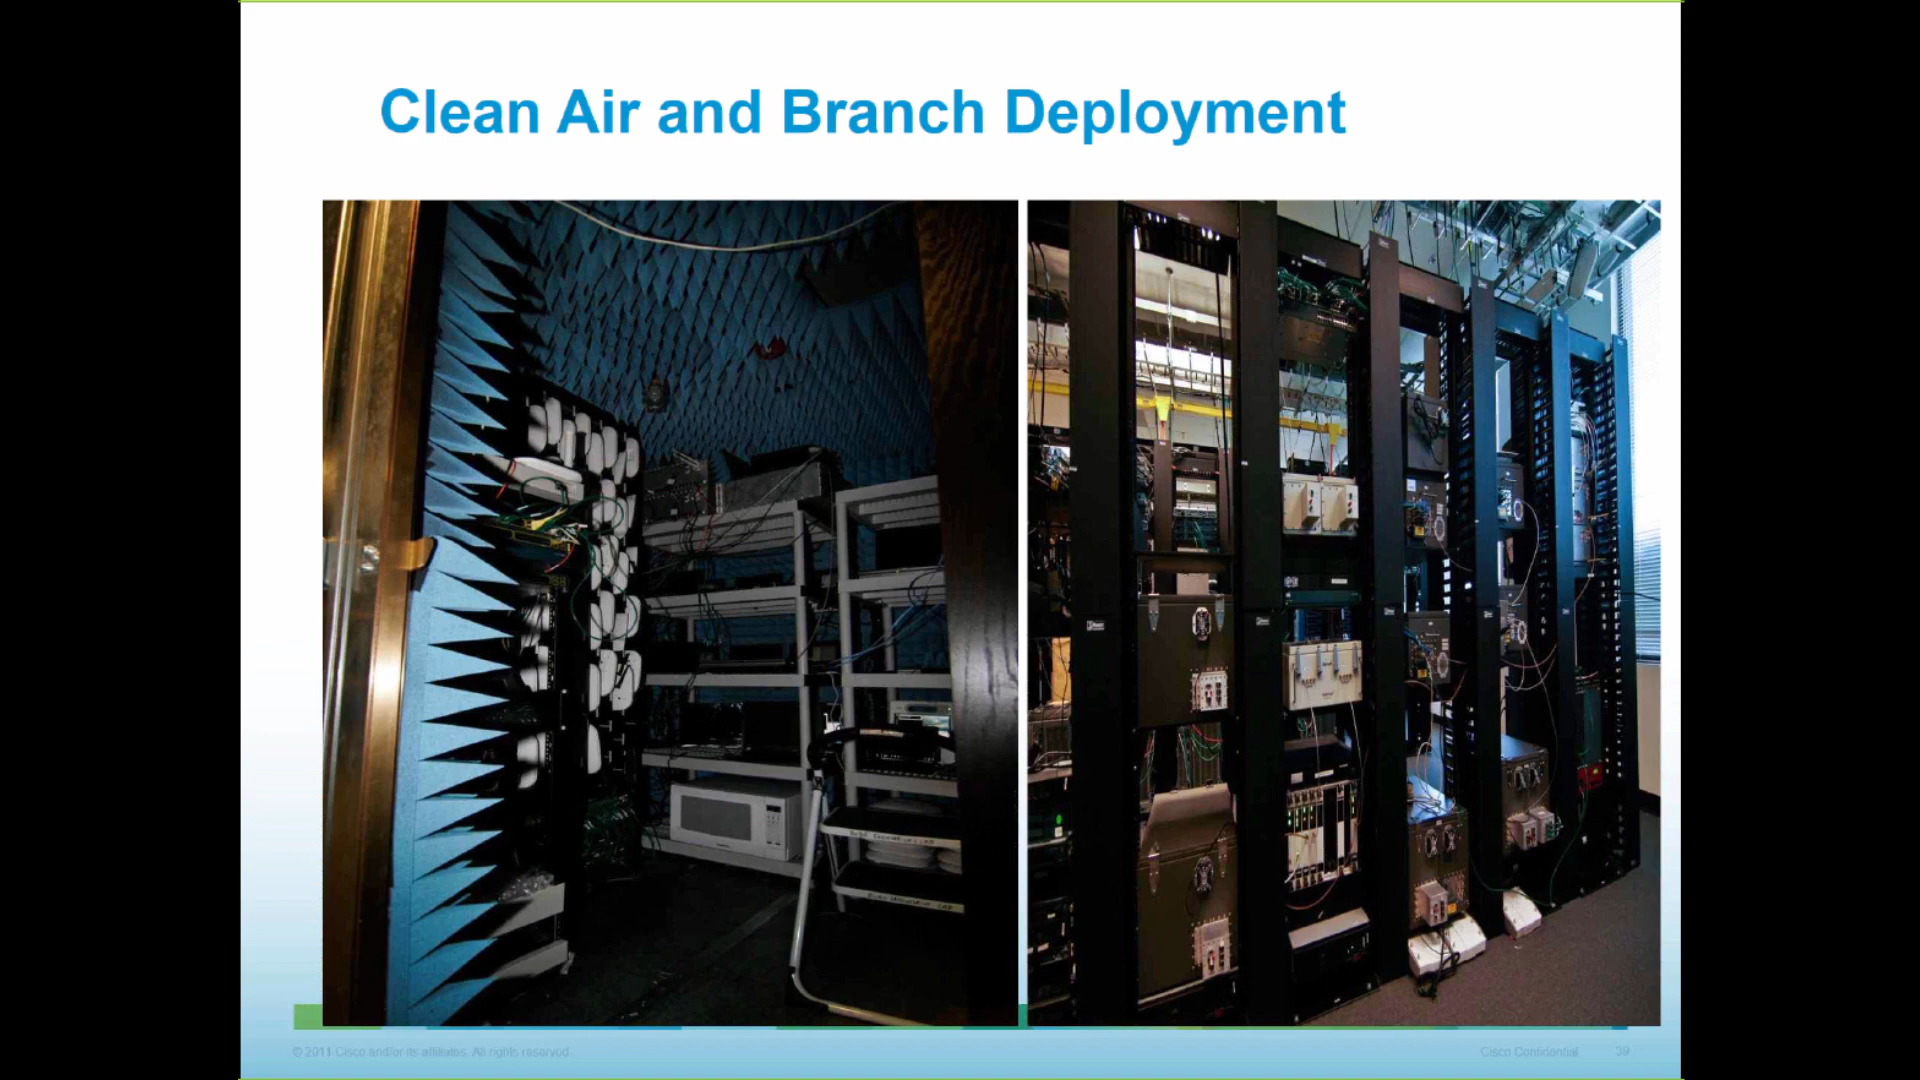 Clean Air and Branch Deployment
© 2011 Cisco and/or its affiliates. All rights reserved.
Cisco Confidential
39